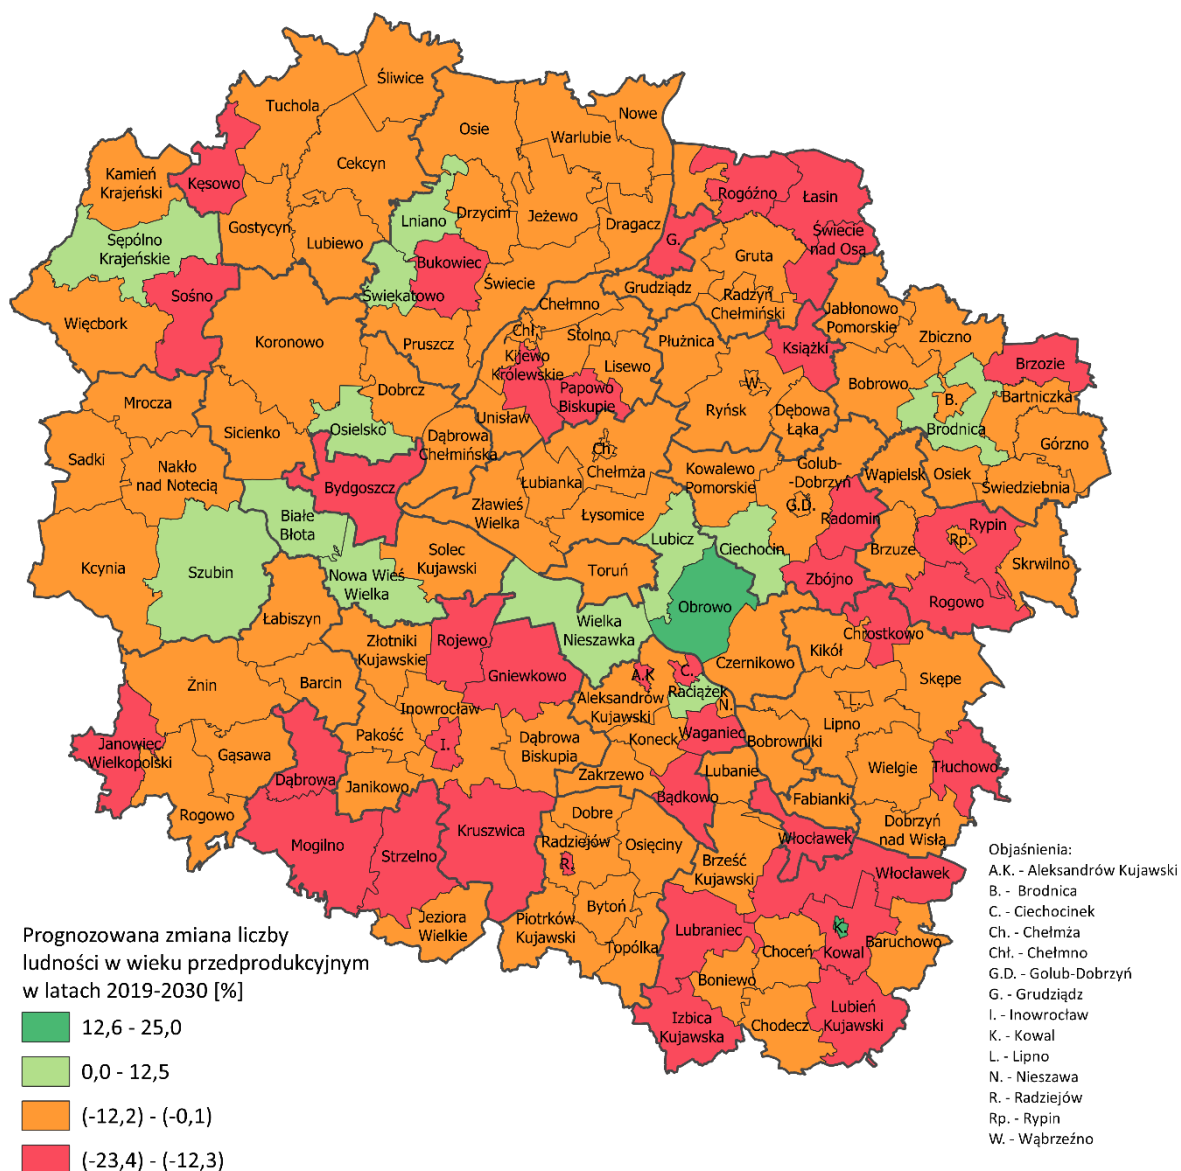 Śliwice
Tuchola
Nowe
Osie
Warlubie
Cekcyn
Kamień
Krajeński
Kęsowo
Rogóźno
Łasin
Lniano
Drzycim
Jeżewo
Dragacz
Gostycyn
Lubiewo
Sępólno
Krajeńskie
G.
Świecie
nad Osą
Bukowiec
Gruta
Świekatowo
Świecie
Grudziądz
Radzyń
Chełmiński
Sośno
Więcbork
Chełmno
Jabłonowo
Pomorskie
Zbiczno
Koronowo
Pruszcz
Chł.
Stolno
Płużnica
Książki
Kijewo
Królewskie
Lisewo
Brzozie
Papowo
Biskupie
W.
Bobrowo
B.
Bartniczka
Mrocza
Dobrcz
Unisław
Ryńsk
Dębowa
Łąka
Brodnica
Sicienko
Osielsko
Dąbrowa
Chełmińska
Ch.
Chełmża
Górzno
Sadki
Nakło
nad Notecią
Bydgoszcz
Łubianka
Kowalewo
Pomorskie
Golub-
-Dobrzyń
Wąpielsk
Osiek
Świedziebnia
Zławieś
Wielka
Łysomice
G.D.
Radomin
Białe
Błota
Rypin
Rp.
Lubicz
Ciechocin
Brzuze
Skrwilno
Kcynia
Szubin
Solec
Kujawski
Nowa Wieś
Wielka
Toruń
Zbójno
Rogowo
Obrowo
Łabiszyn
Wielka
Nieszawka
Chrostkowo
Złotniki
Kujawskie
Rojewo
Kikół
Gniewkowo
Czernikowo
Żnin
Barcin
A.K
C.
Raciążek
N.
Skępe
Aleksandrów
Kujawski
Inowrocław
Lipno
L.
Janowiec
Wielkopolski
Gąsawa
Pakość
I.
Dąbrowa
Biskupia
Koneck
Waganiec
Bobrowniki
Dąbrowa
Janikowo
Zakrzewo
Lubanie
Wielgie
Tłuchowo
Bądkowo
Fabianki
Rogowo
Dobre
Dobrzyń
nad Wisłą
Mogilno
Strzelno
Kruszwica
Radziejów
R.
Osięciny
Brześć
Kujawski
Włocławek
Włocławek
Jeziora
Wielkie
Piotrków
Kujawski
Bytoń
Topólka
Lubraniec
Choceń
K.
Kowal
Baruchowo
Boniewo
Izbica
Kujawska
Chodecz
Lubień
Kujawski
Prognozowana zmiana liczby
ludności w wieku przedprodukcyjnym
w latach 2019-2030 [%]
12,6 - 25,0
0,0 - 12,5
(-12,2) - (-0,1)
(-23,4) - (-12,3)
Objaśnienia:
A.K. - Aleksandrów Kujawski
B. - Brodnica
C. - Ciechocinek
Ch. - Chełmża
Chł. - Chełmno
G.D. - Golub-Dobrzyń
G. - Grudziądz
I. - Inowrocław
K. - Kowal
L. - Lipno
N. - Nieszawa
R. - Radziejów
Rp. - Rypin
W. - Wąbrzeźno